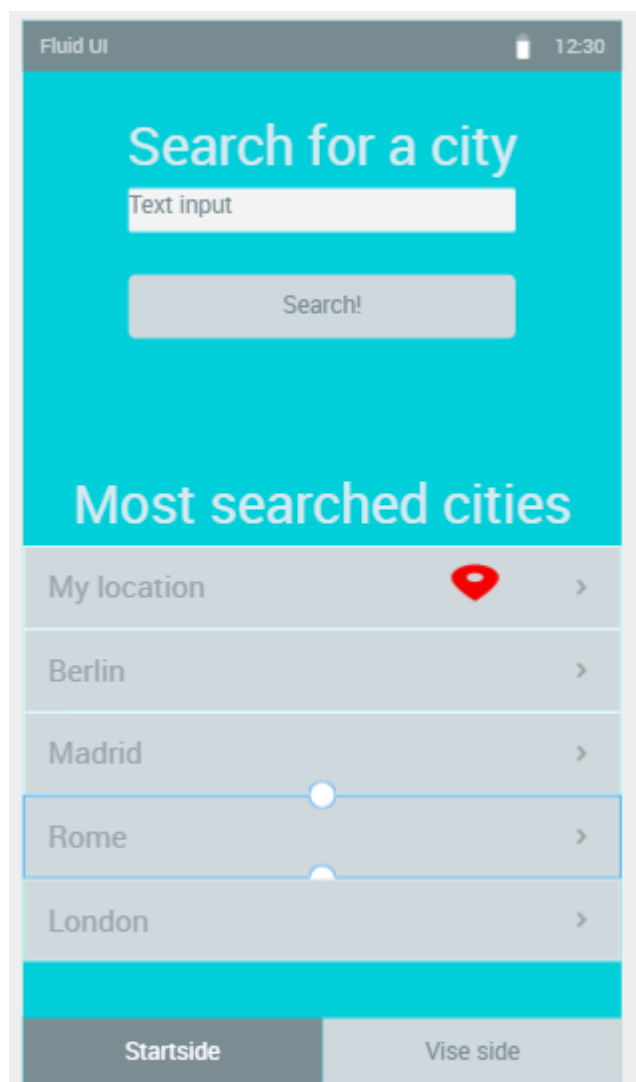 Fluid UI 12:30
Search for a city
Text input
Search!
Most searched cities
My location
Berlin
Madrid
Rome
London
Startside Vise side